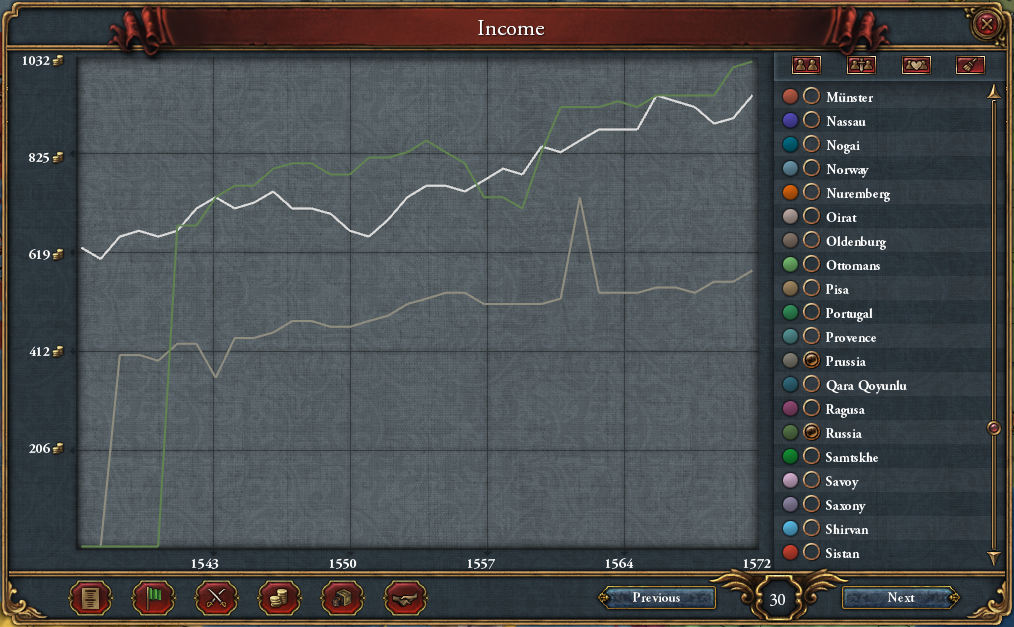 Income
1032
825
619
412
206
1543 1550 1557 1564 1572
Münster
Nassau
Nogai
Norway
Nuremberg
Oirat
Oldenburg
Ottomans
Pisa
Portugal
Provence
Prussia
Qara Qoyunlu
Ragusa
Russia
Samtskhe
Savoy
Saxony
Shirvan
Sistan
Previous 30 Next